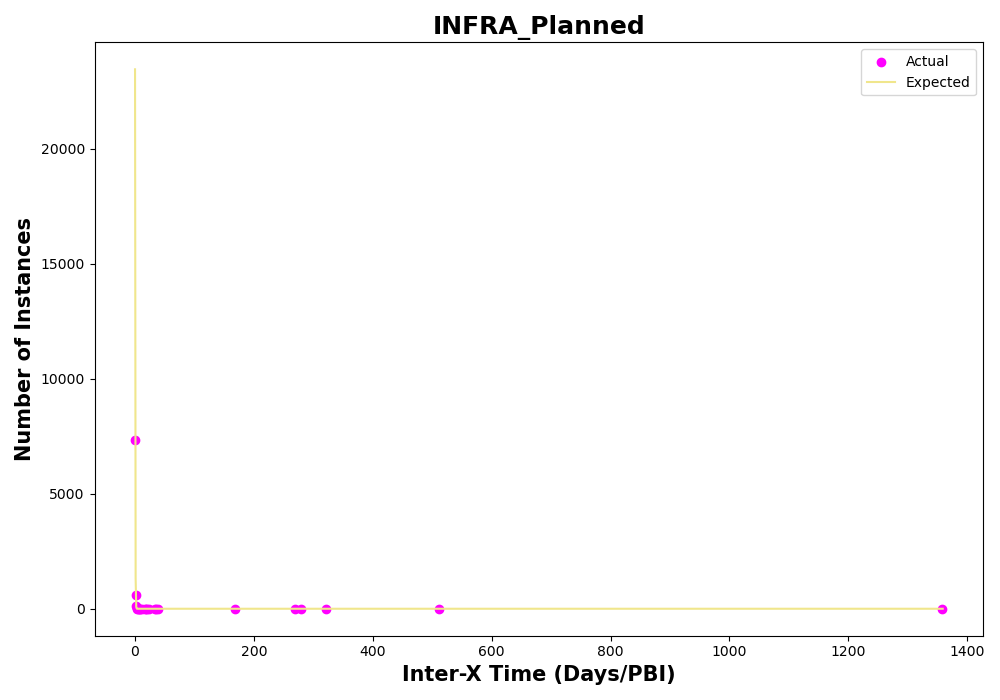 INFRA_Planned
Actual
Expected
Number of Instances
20000
15000
10000
5000
0
0 200 400 600 800 1000 1200 1400
Inter-X Time (Days/PBI)